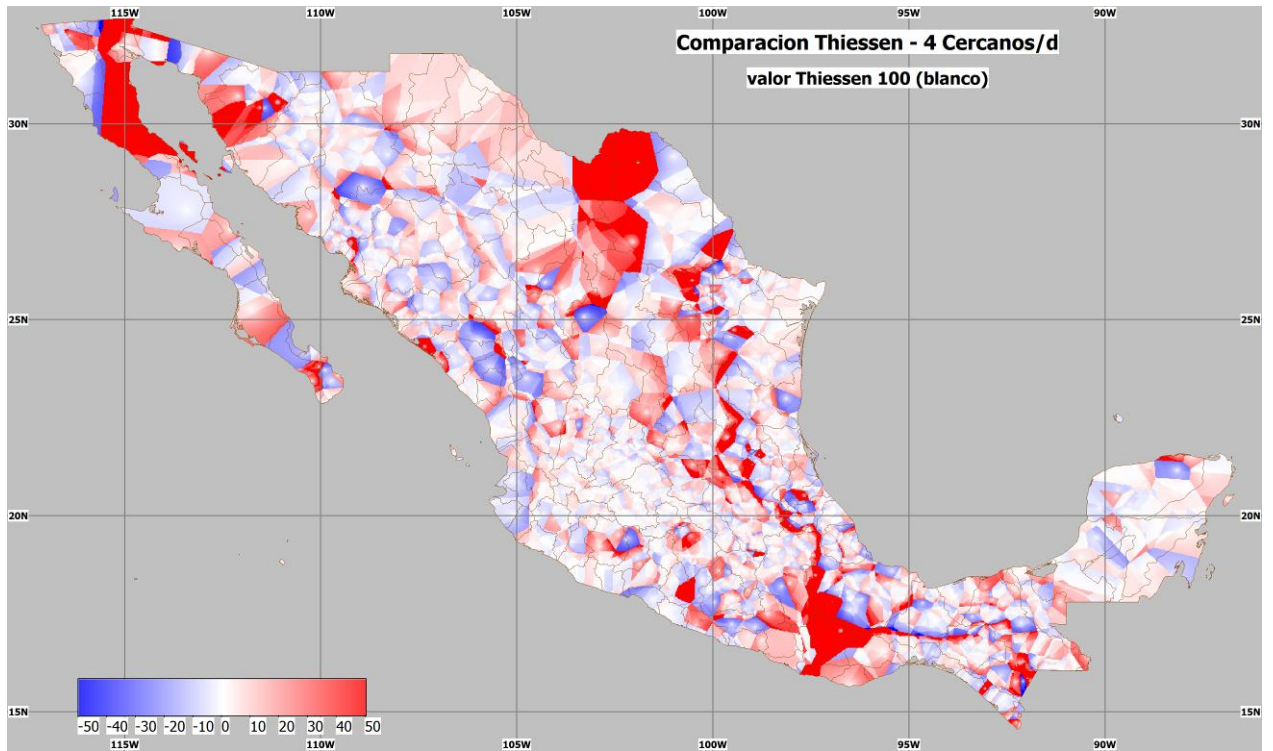 115W 110W 105W 100W 95W 90W
Comparacion Thiessen - 4 Cercanos/d
valor Thiessen 100 (blanco)
30N 30N
25N 25N
20N 20N
-50 -40 -30 -20 -10 0 10 20 30 40 50
15N 15N
115W 110W 105W 100W 95W 90W